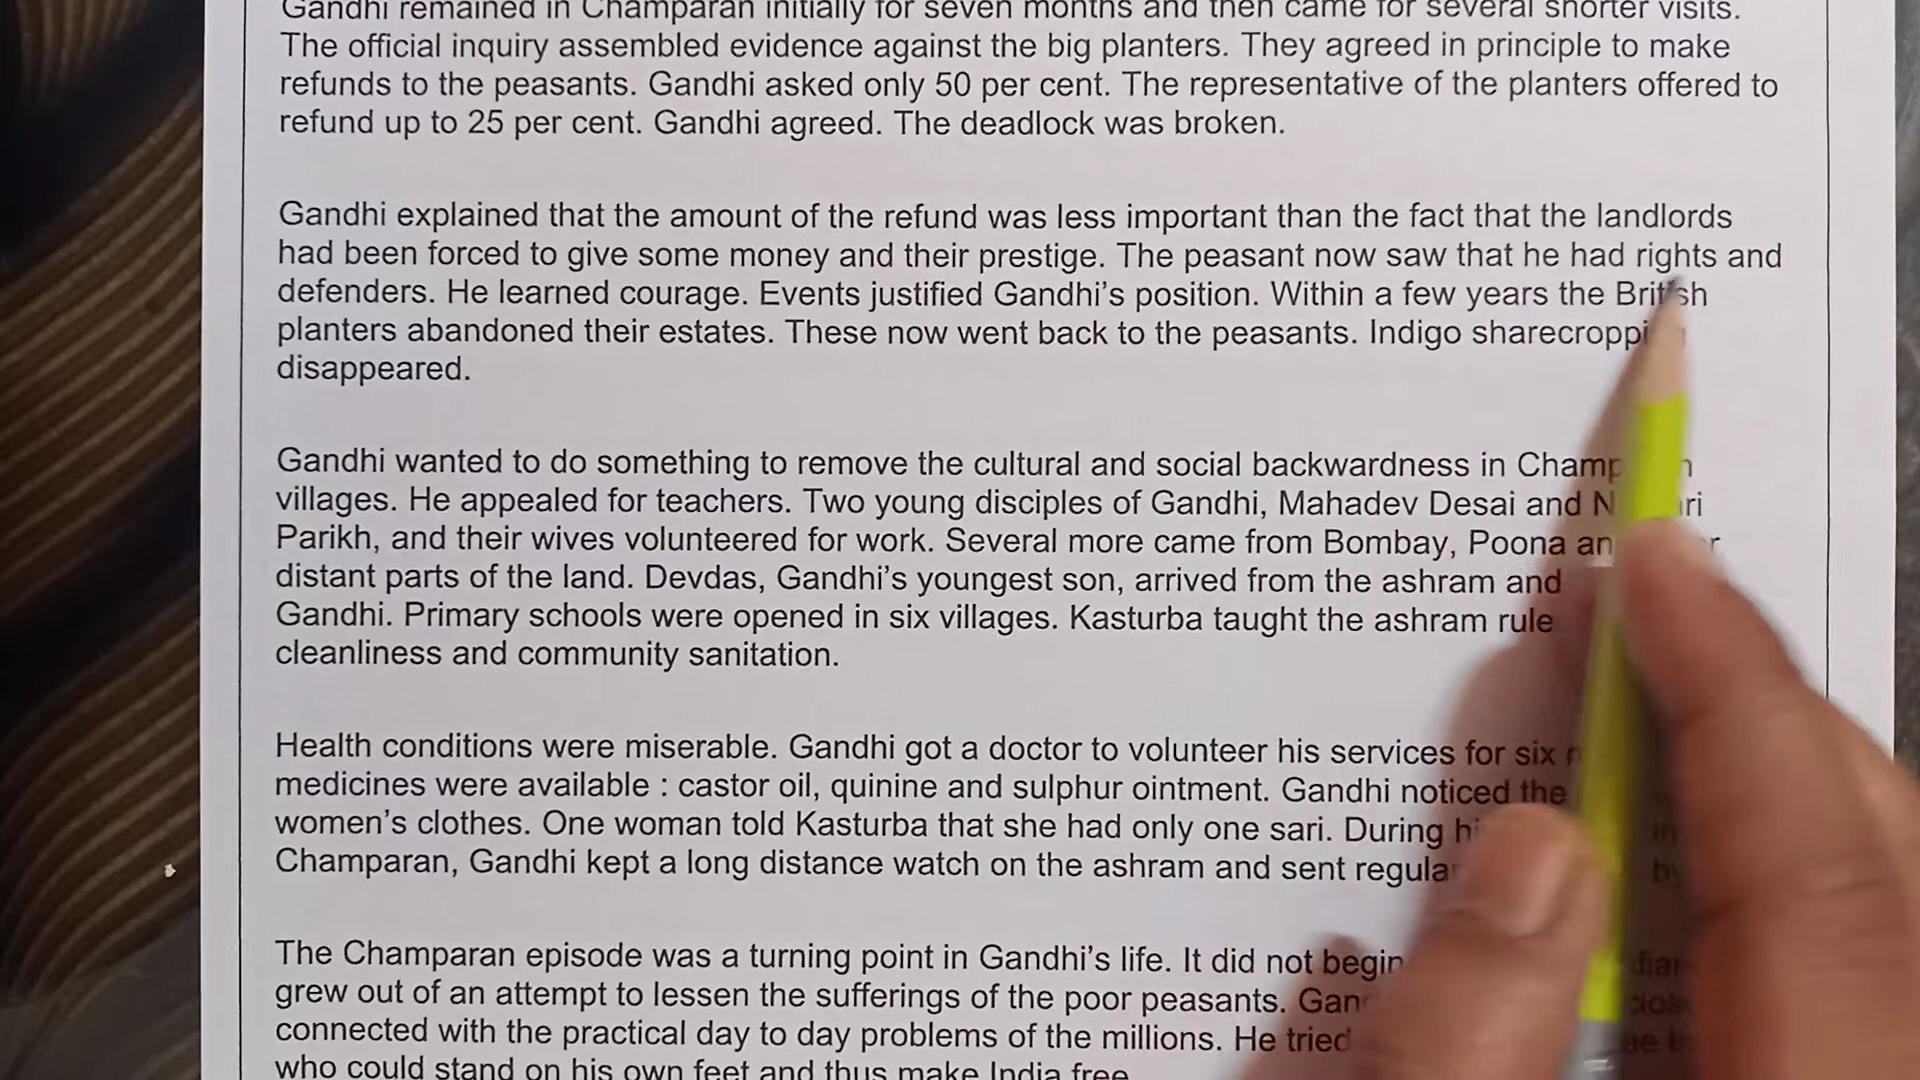 Gandhi remained in Champaran initially for seven months and then came for several shorter visits.
The official inquiry assembled evidence against the big planters. They agreed in principle to make
refunds to the peasants. Gandhi asked only 50 per cent. The representative of the planters offered to
refund up to 25 per cent. Gandhi agreed. The deadlock was broken.
Gandhi explained that the amount of the refund was less important than the fact that the landlords
had been forced to give some money and their prestige. The peasant now saw that he had rights and
defenders. He learned courage. Events justified Gandhi's position. Within a few years the British
planters abandoned their estates. These now went back to the peasants. Indigo
disappeared.
Gandhi wanted to do something to remove the cultural and social backwardness in
villages. He appealed for teachers. Two young disciples of Gandhi, Mahadev Desai and
Parikh, and their wives volunteered for work. Several more came from Bombay, Poona
distant parts of the land. Devdas, Gandhi's youngest son, arrived from the ashram and
Gandhi. Primary schools were opened in six villages. Kasturba taught the ashram rule
cleanliness and community sanitation.
Health conditions were miserable. Gandhi got a doctor to volunteer his services for six
medicines were available : castor oil, quinine and sulphur ointment. Gandhi noticed the
women's clothes. One woman told Kasturba that she had only one sari. During
Champaran, Gandhi kept a long distance watch on the ashram and sent
The Champaran episode was a turning point in Gandhi's life. It did not begin
grew out of an attempt to lessen the sufferings of the poor peasants.
connected with the practical day to day problems of the millions. He tried
who could stand on his own feet and thus make India free